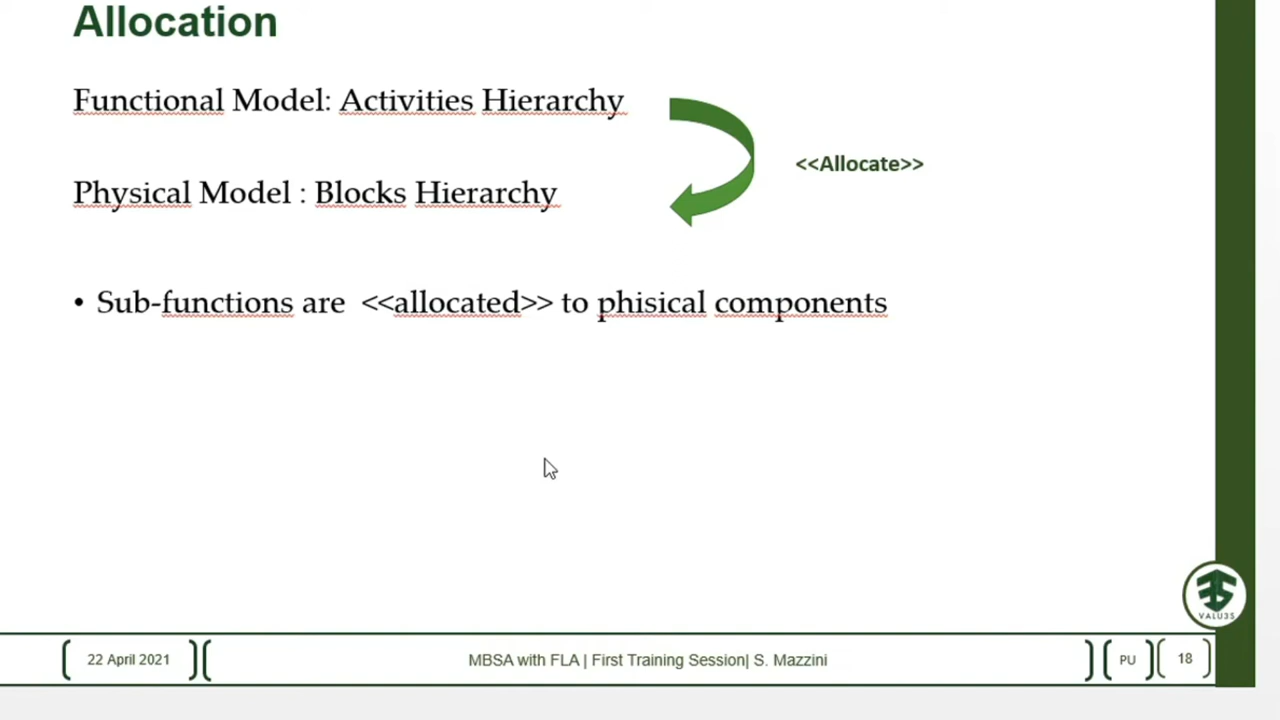 Allocation
Functional Model: Activities Hierarchy
<<Allocate>>
Physical Model : Blocks Hierarchy
• Sub-functions are <<allocated>> to phisical components
VALU3S
22 April 2021
MBSA with FLA | First Training Session| S. Mazzini
PU
18